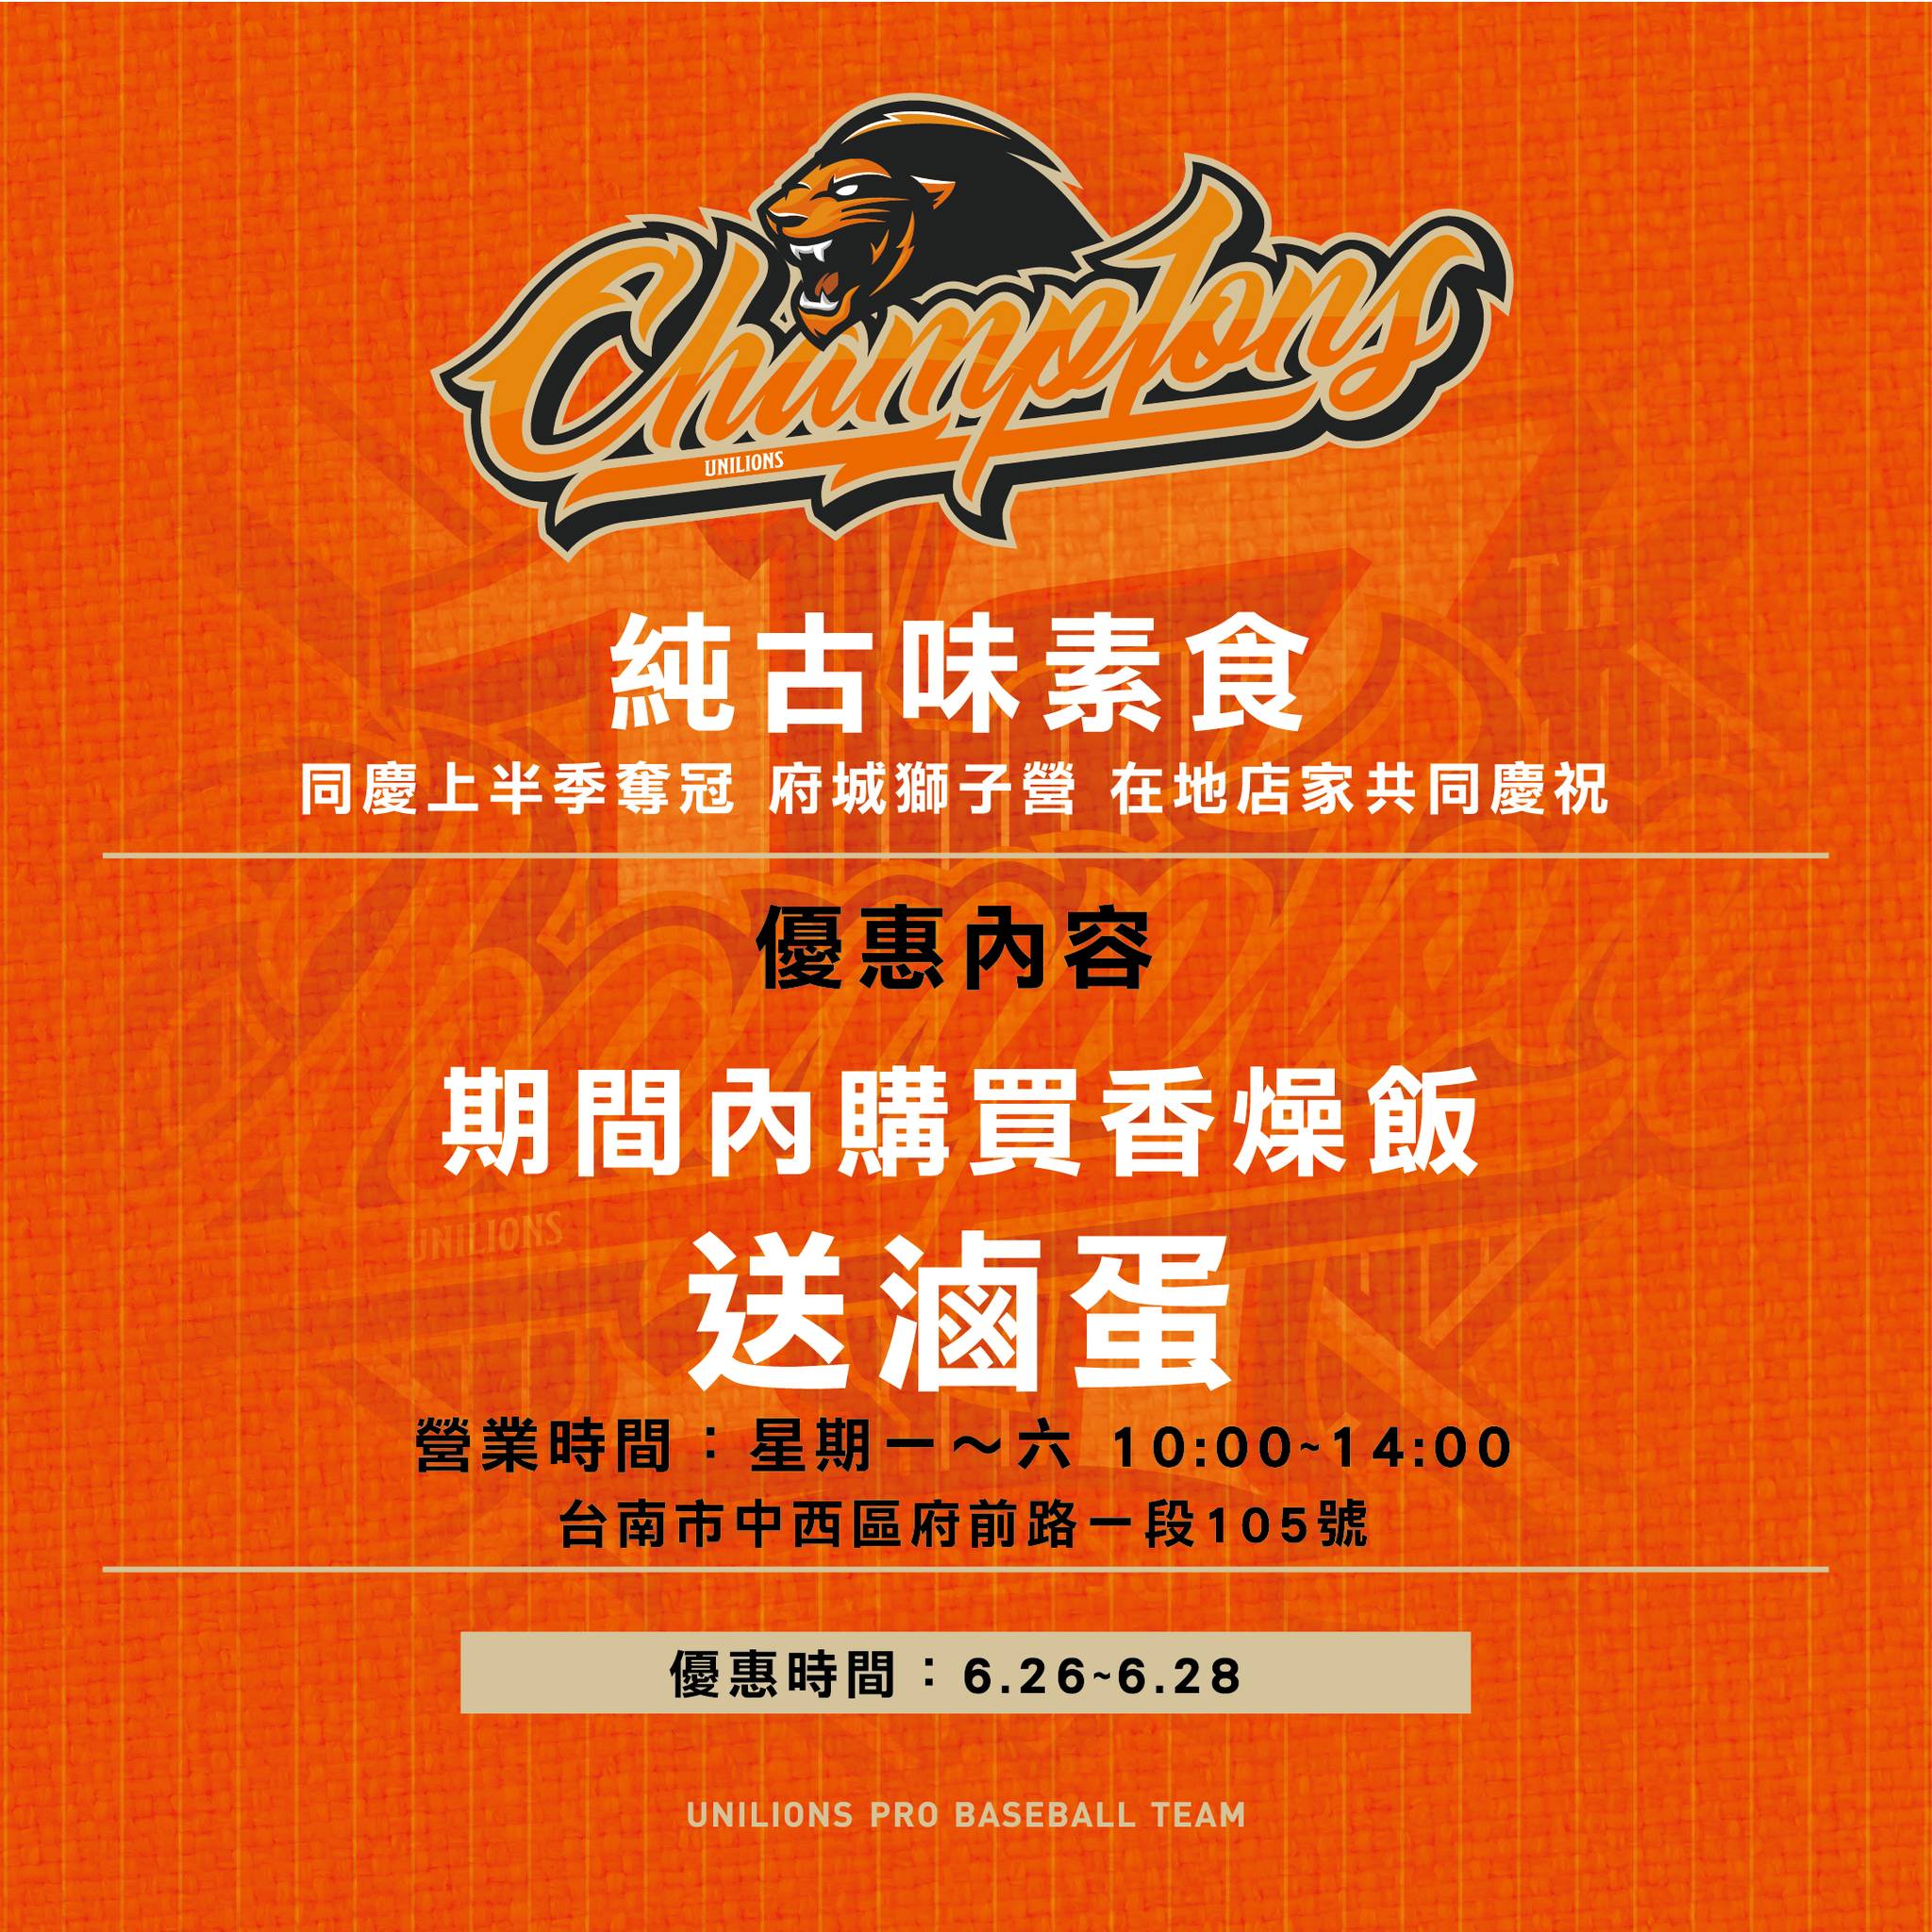 Champ1ons
UNILIONS
TH
純古味素食
同慶上半季奪冠 府城獅子營 在地店家共同慶祝
優惠內容
期間內購買香燥飯
UNILIONS
送滷蛋
營業時間：星期一～六 10:00~14:00
台南市中西區府前路一段105號
優惠時間：6.26~6.28
UNILIONS PRO BASEBALL TEAM